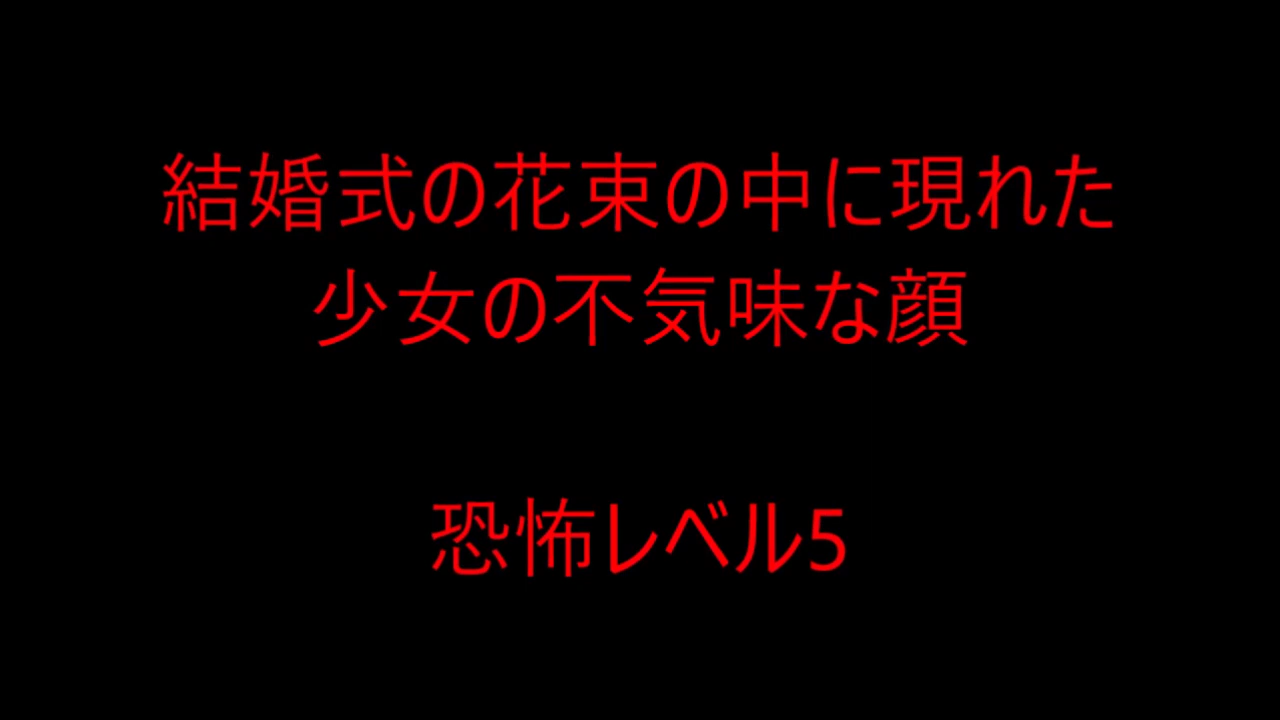 結婚式の花束の中に現れた
少女の不気味な顔
恐怖レベル5